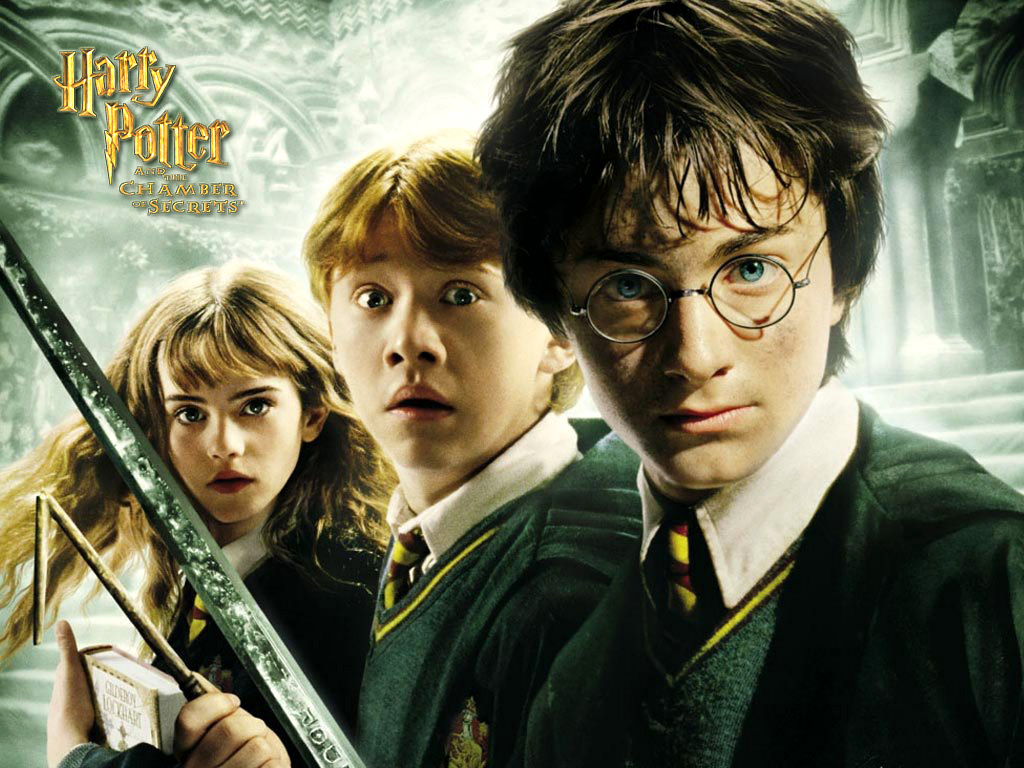 Harry
Potter
AND THE
CHAMBER
OF SECRETS
GILDEROY
LOCKHART